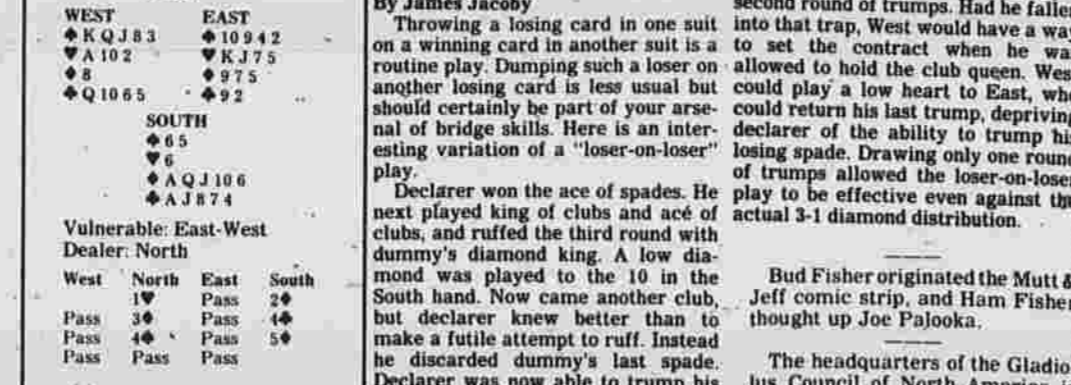 WEST EAST
♠KQJ83 ♠10942
♥A102 ♥KJ75
♦8 ♦975
♣Q1065 ♣92
SOUTH
♠65
♥6
♦AQJ106
♣AJ874
Vulnerable: East-West
Dealer: North
West North East South
1♥ Pass 2♦
Pass 3♦ Pass 4♣
Pass 4♠ Pass 5♦
Pass Pass Pass
By James Jacoby
Throwing a losing card in one suit
on a winning card in another suit is a
routine play. Dumping such a loser on
another losing card is less usual but
should certainly be part of your arse-
nal of bridge skills. Here is an inter-
esting variation of a "loser-on-loser"
play.
Declarer won the ace of spades. He
next played king of clubs and ace of
clubs, and ruffed the third round with
dummy's diamond king. A low dia-
mond was played to the 10 in the
South hand. Now came another club,
but declarer knew better than to
make a futile attempt to ruff. Instead
he discarded dummy's last spade.
Declarer was now able to trump his
second round of trumps. Had he fallen
into that trap, West would have a way
to set the contract when he was
allowed to hold the club queen. West
could play a low heart to East, who
could return his last trump, depriving
declarer of the ability to trump his
losing spade. Drawing only one round
of trumps allowed the loser-on-loser
play to be effective even against the
actual 3-1 diamond distribution.
Bud Fisher originated the Mutt &
Jeff comic strip, and Ham Fisher
thought up Joe Palooka.
The headquarters of the Gladio-
lus Council of North America